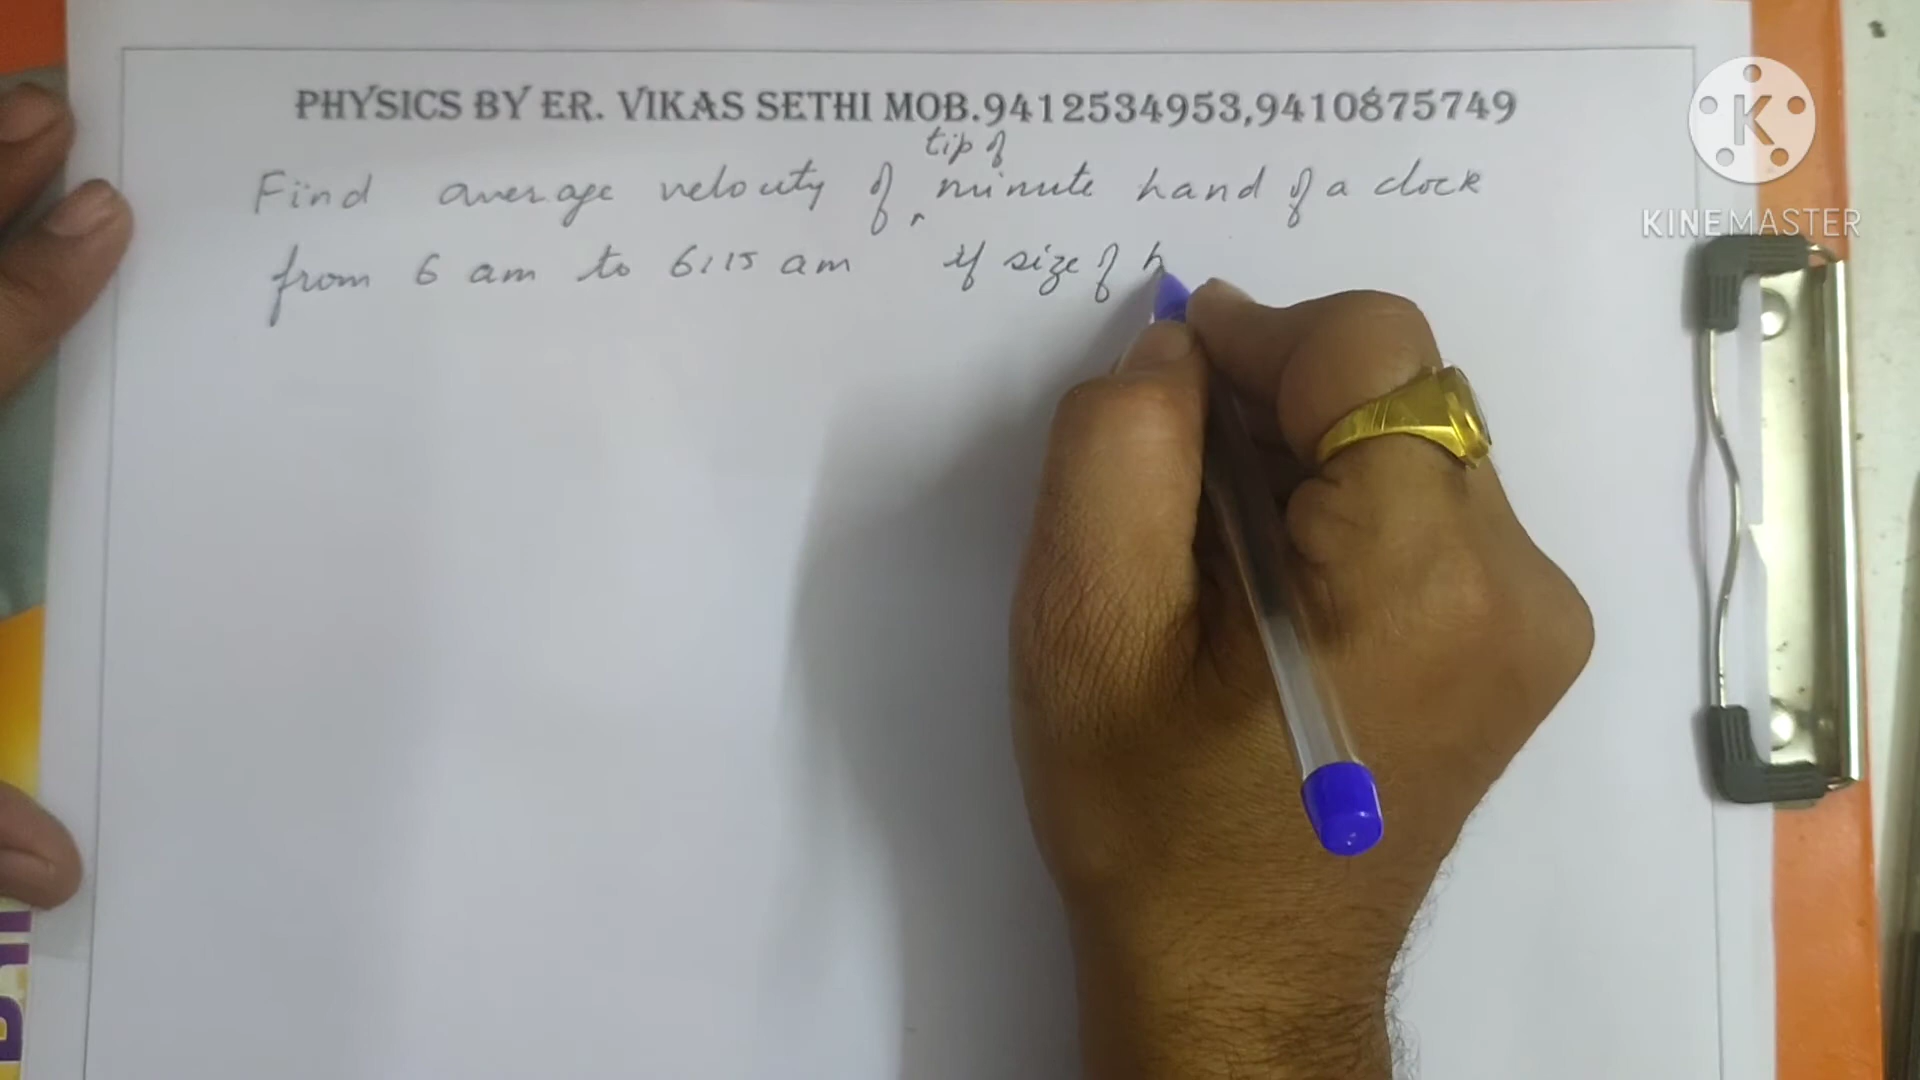 PHYSICS BY ER. VIKAS SETHI MOB.9412534953,9410875749
K
KINEMASTER
tip of
Find average velocity of minute hand of a clock
from 6 am to 6:15 am if size of h